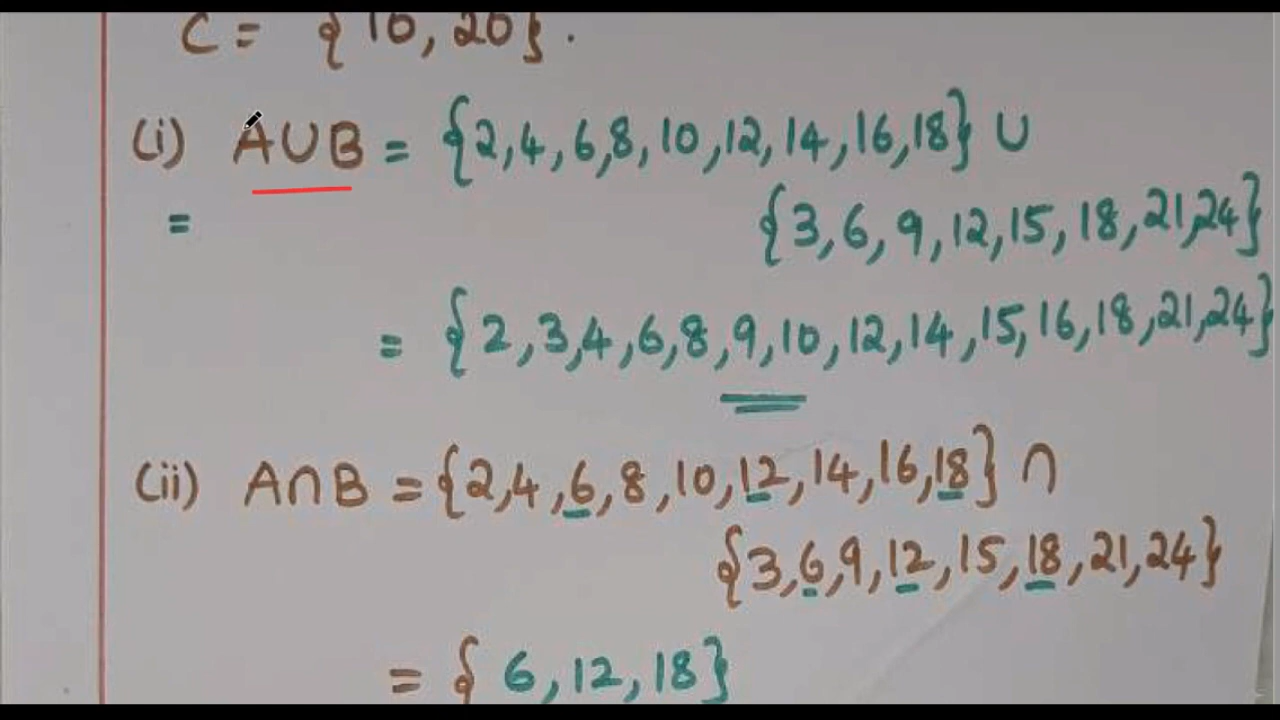 C = {10, 20}.
(i) A∪B = {2,4,6,8,10,12,14,16,18} ∪
= {3,6,9,12,15,18,21,24}
= {2,3,4,6,8,9,10,12,14,15,16,18,21,24}
(ii) A∩B = {2,4,6,8,10,12,14,16,18} ∩
{3,6,9,12,15,18,21,24}
= {6,12,18}